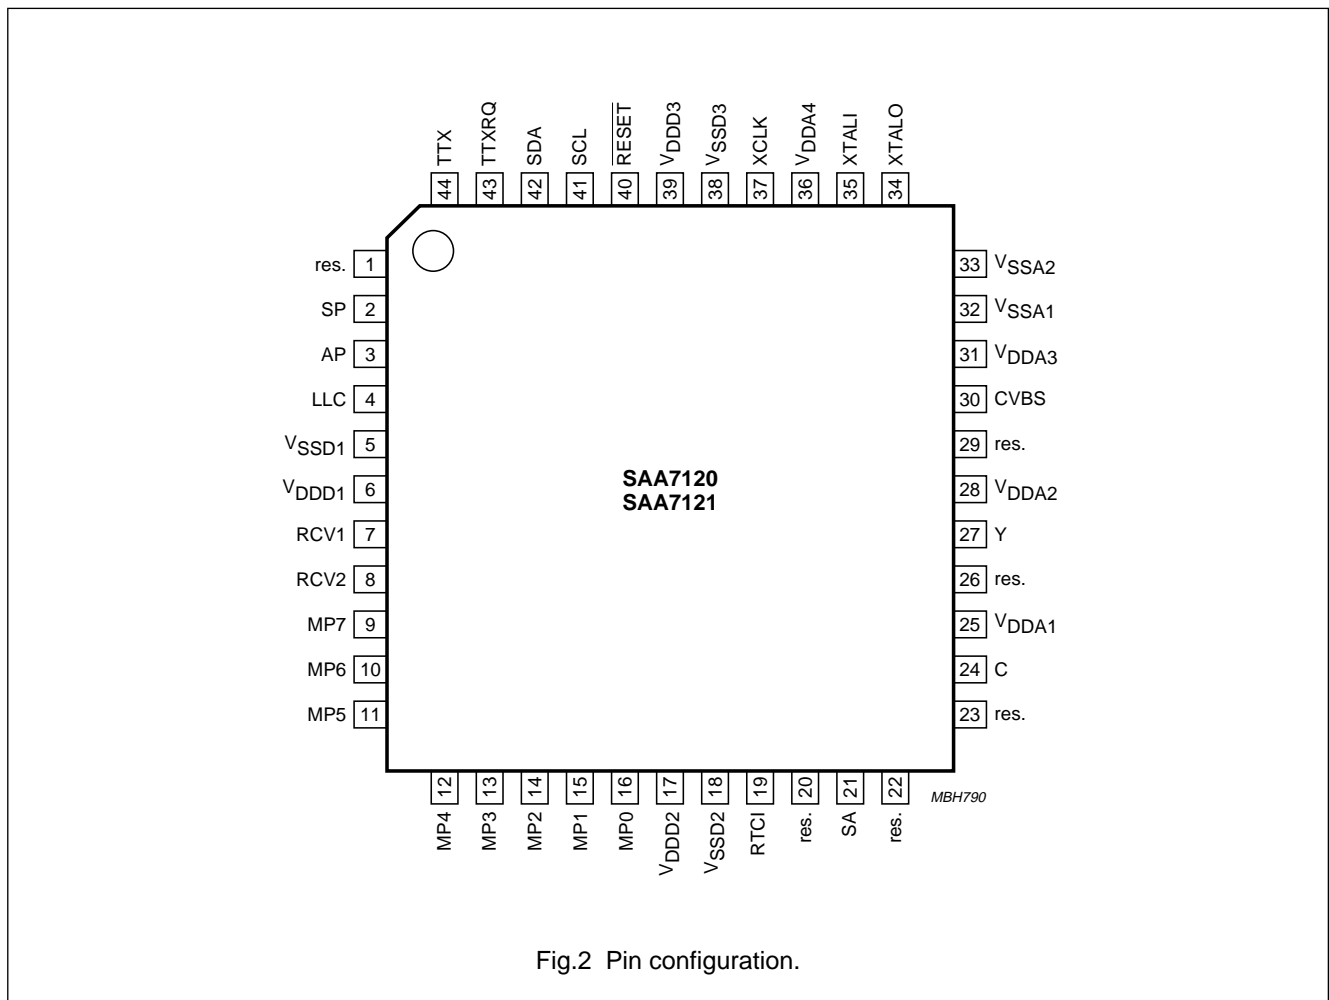 44 TTX
43 TTXRQ
42 SDA
41 SCL
40 RESET
39 VDDD3
38 VSSD3
37 XCLK
36 VDDA4
35 XTALI
34 XTALO
res. 1
SP 2
AP 3
LLC 4
VSSD1 5
VDDD1 6
RCV1 7
RCV2 8
MP7 9
MP6 10
MP5 11
SAA7120
SAA7121
33 VSSA2
32 VSSA1
31 VDDA3
30 CVBS
29 res.
28 VDDA2
27 Y
26 res.
25 VDDA1
24 C
23 res.
MP4 12
MP3 13
MP2 14
MP1 15
MP0 16
VDDD2 17
VSSD2 18
RTCI 19
res. 20
SA 21
res. 22
MBH790
Fig.2 Pin configuration.